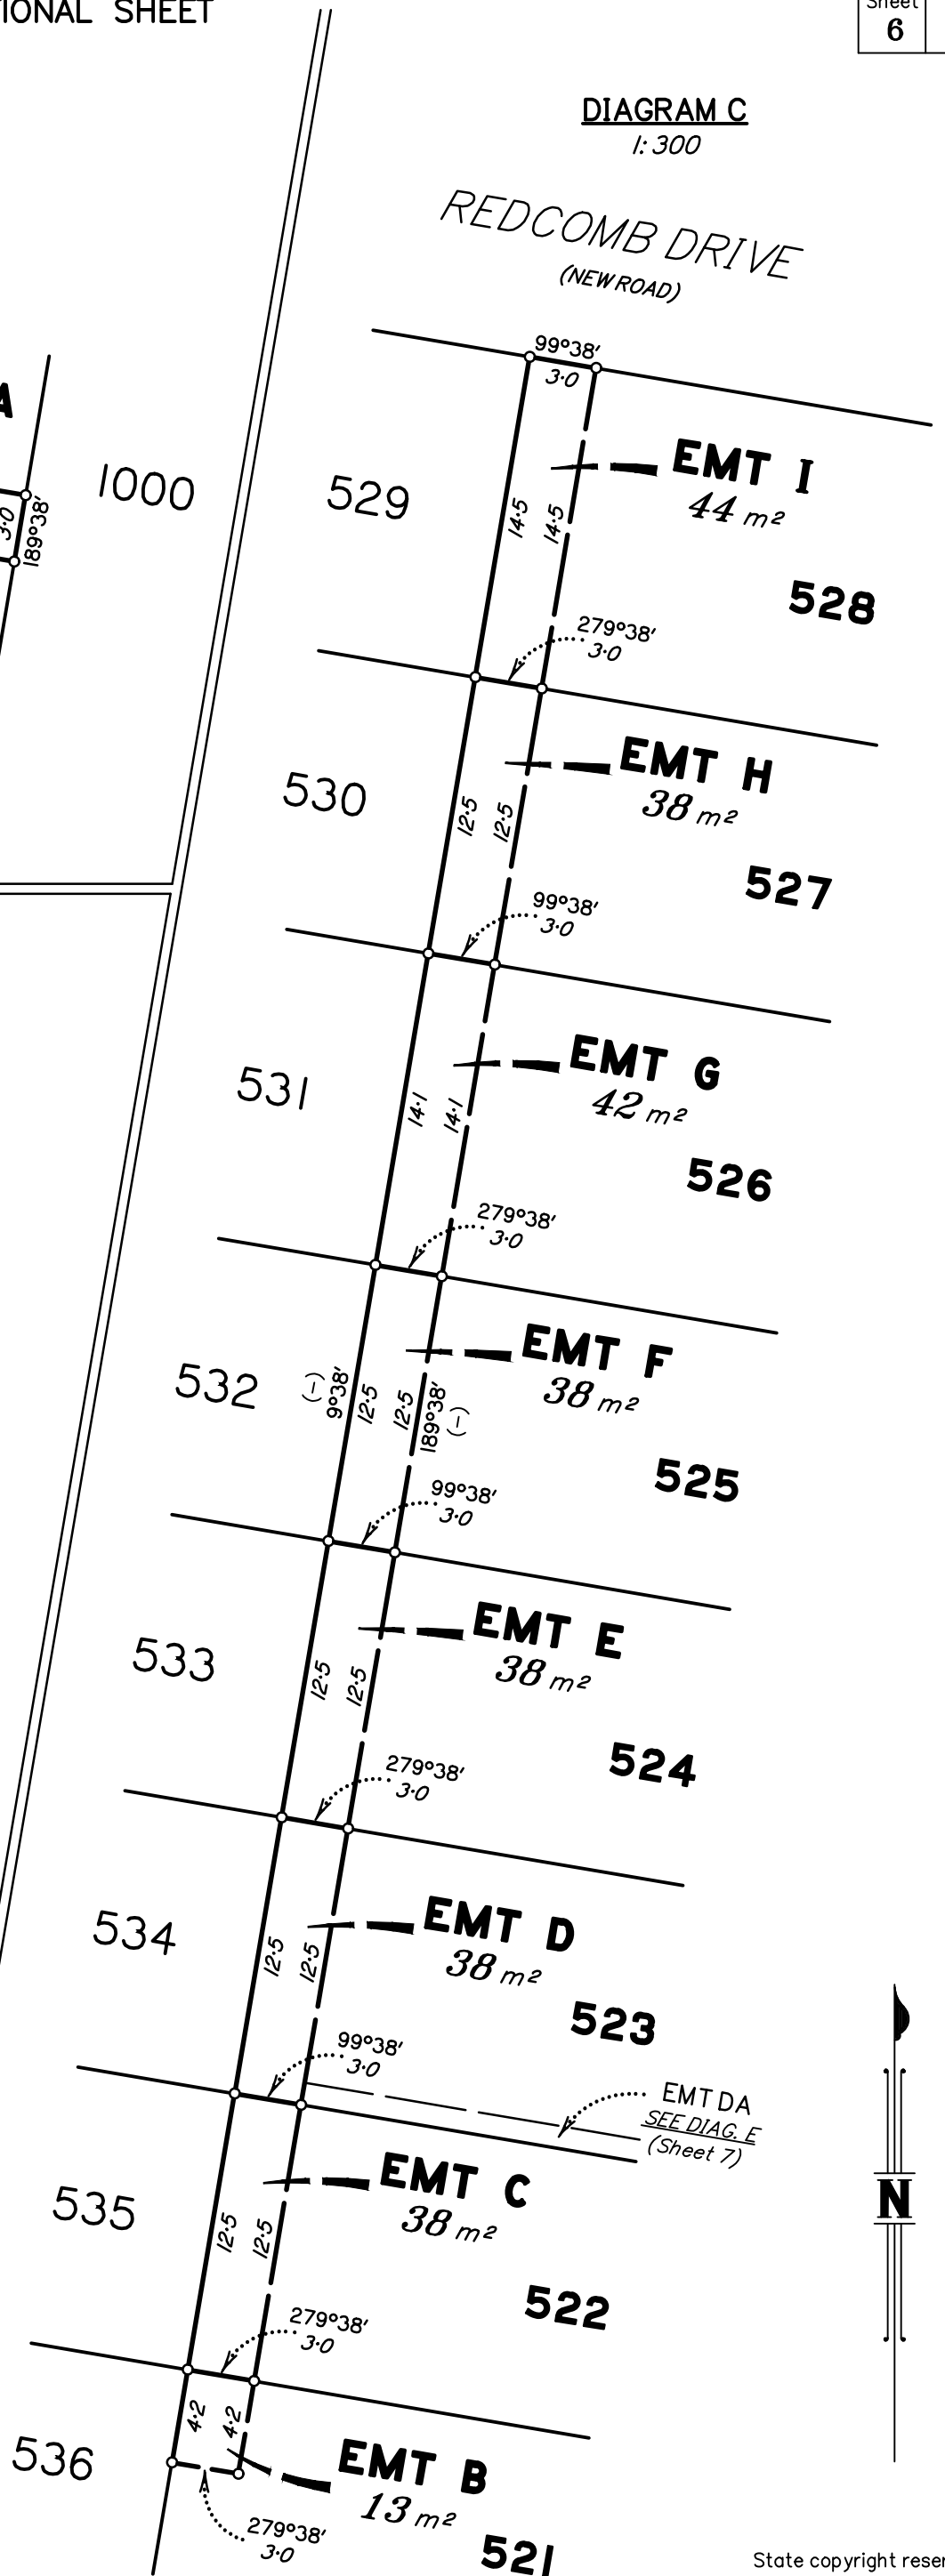 IONAL SHEET
Sheet
6
DIAGRAM C
1:300
REDCOMB DRIVE
(NEW ROAD)
99°38'
3·0
A
1000
3·0
189°38'
529
14·5
14·5
EMT I
44 m²
528
279°38'
3·0
530
12·5
12·5
EMT H
38 m²
527
99°38'
3·0
531
14·1
14·1
EMT G
42 m²
526
279°38'
3·0
532
(–)
9°38'
12·5
12·5
189°38'
(–)
EMT F
38 m²
525
99°38'
3·0
533
12·5
12·5
EMT E
38 m²
524
279°38'
3·0
534
12·5
12·5
EMT D
38 m²
523
99°38'
3·0
EMT DA
SEE DIAG. E
(Sheet 7)
N
535
12·5
12·5
EMT C
38 m²
522
279°38'
3·0
536
4·2
4·2
EMT B
13 m²
279°38'
3·0
521
State copyright reser